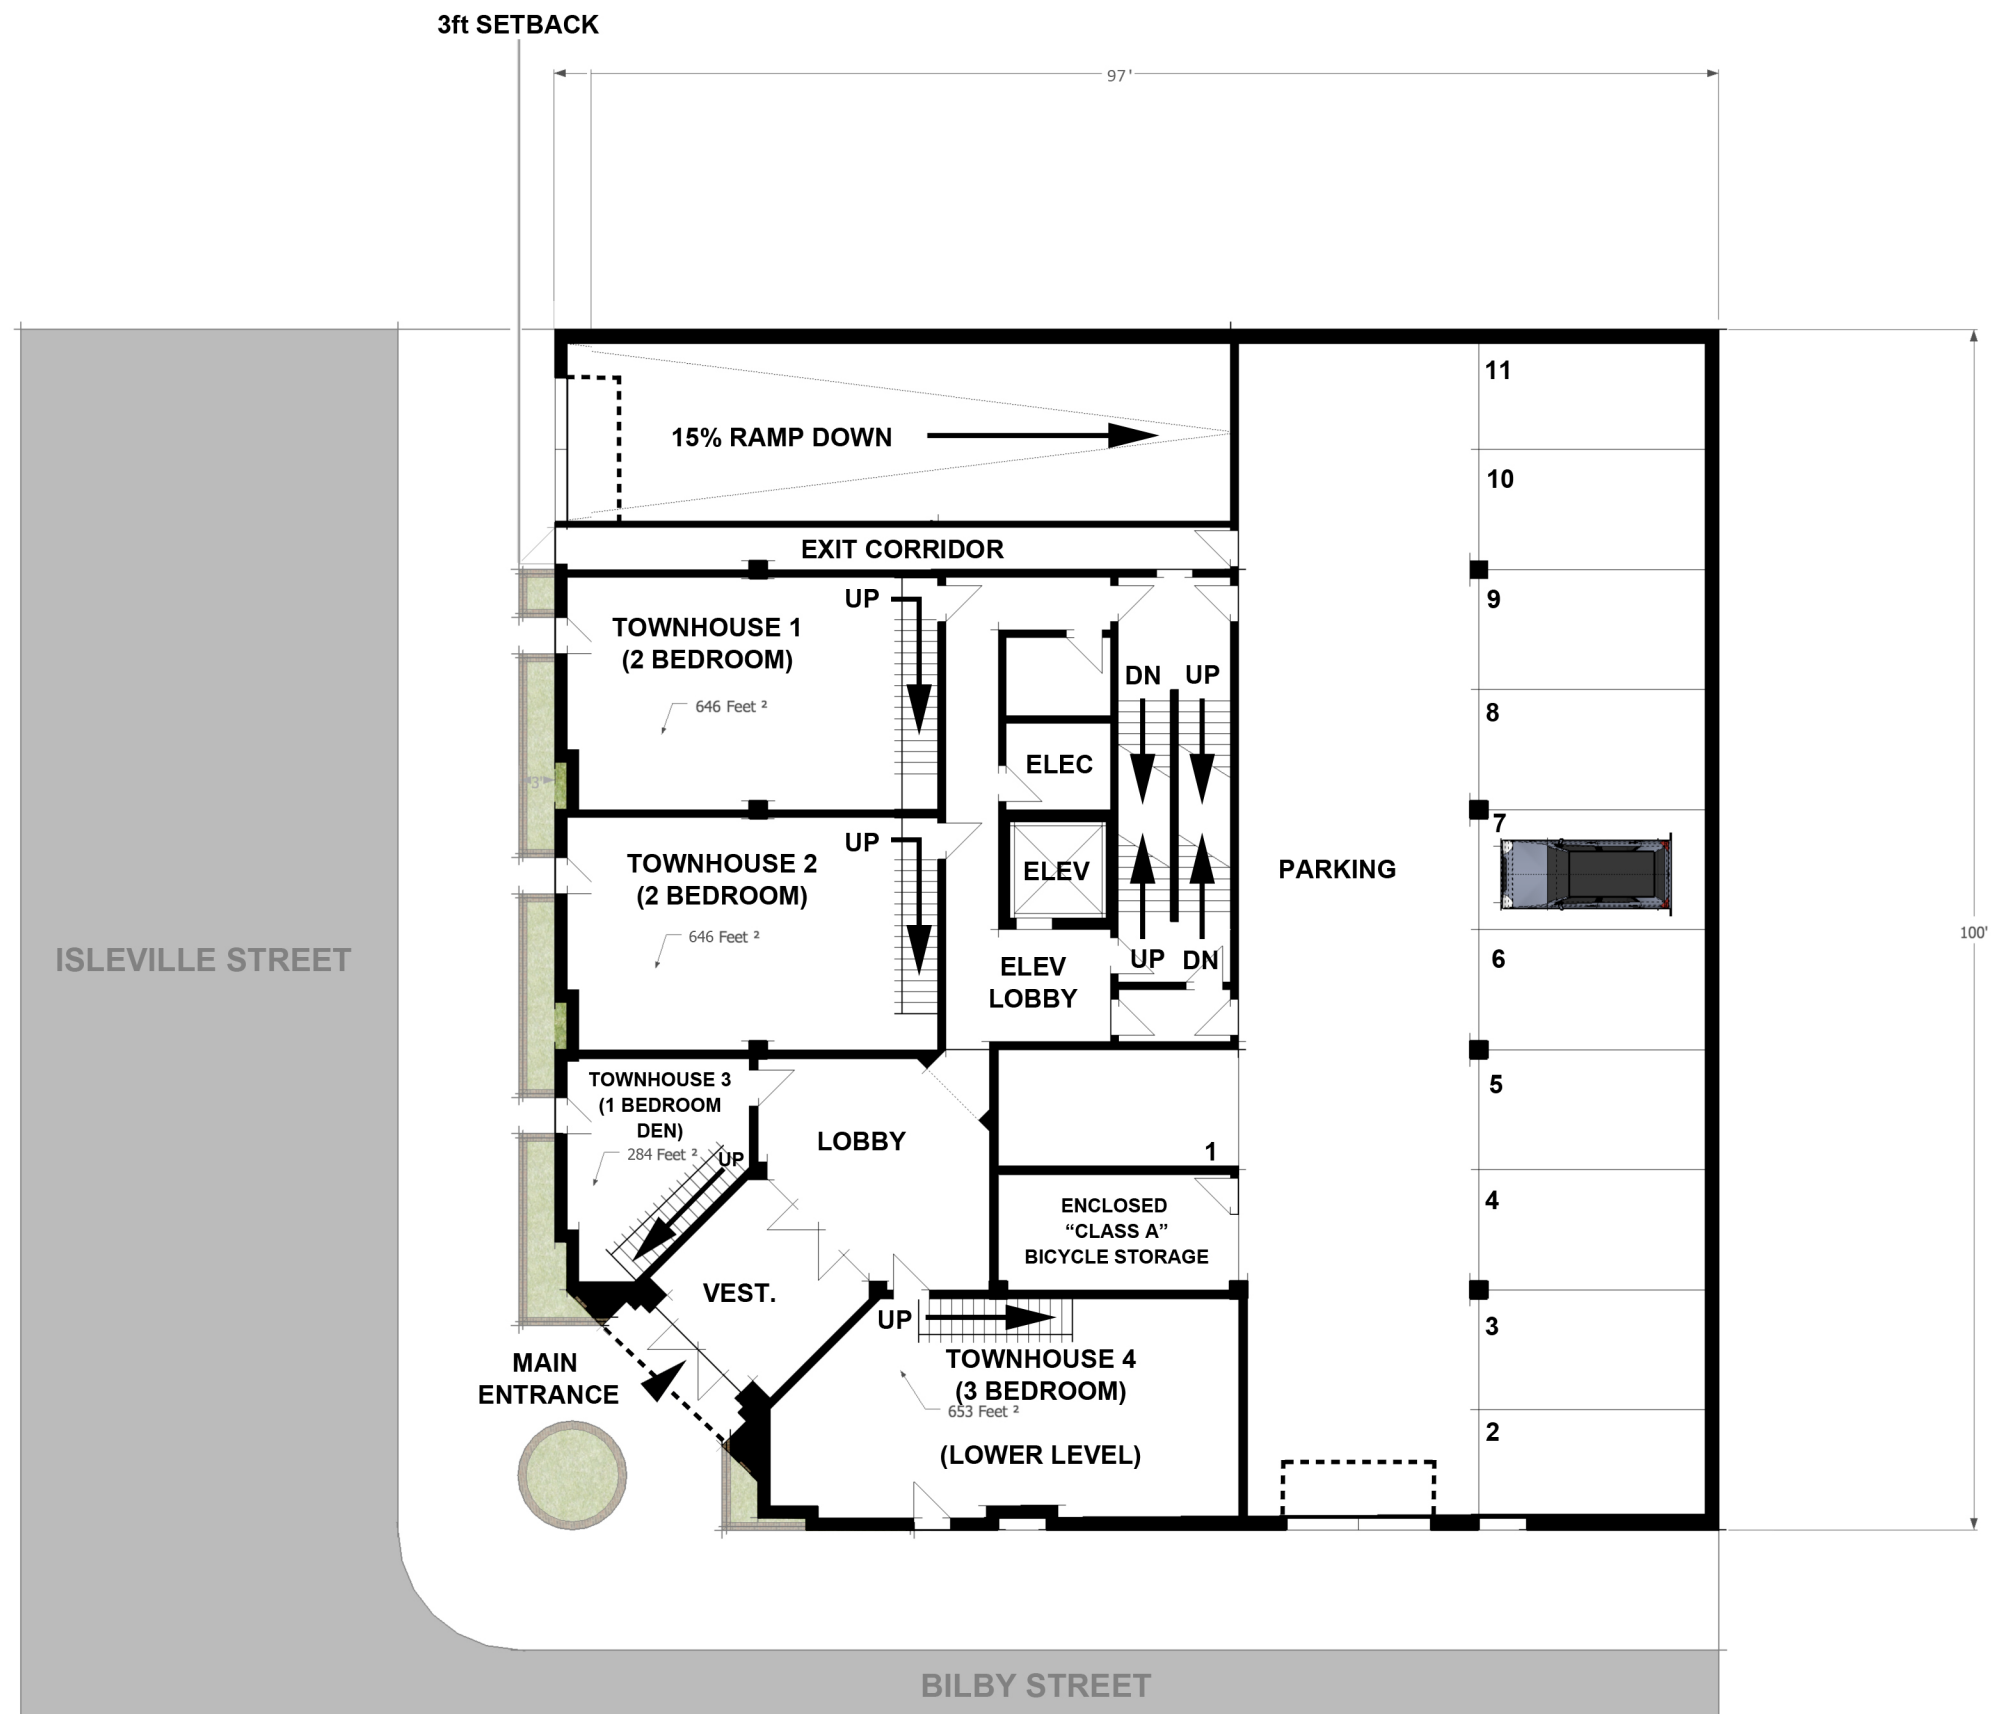 3ft SETBACK
97'
11
15% RAMP DOWN
10
EXIT CORRIDOR
UP
9
TOWNHOUSE 1
(2 BEDROOM)
DN
UP
646 Feet ²
8
ELEC
3'
7
UP
TOWNHOUSE 2
(2 BEDROOM)
ELEV
PARKING
646 Feet ²
100'
ISLEVILLE STREET
UP
DN
6
ELEV
LOBBY
TOWNHOUSE 3
(1 BEDROOM
DEN)
284 Feet ²
UP
5
LOBBY
1
ENCLOSED
“CLASS A”
BICYCLE STORAGE
4
VEST.
UP
3
MAIN
ENTRANCE
TOWNHOUSE 4
(3 BEDROOM)
653 Feet ²
(LOWER LEVEL)
2
BILBY STREET